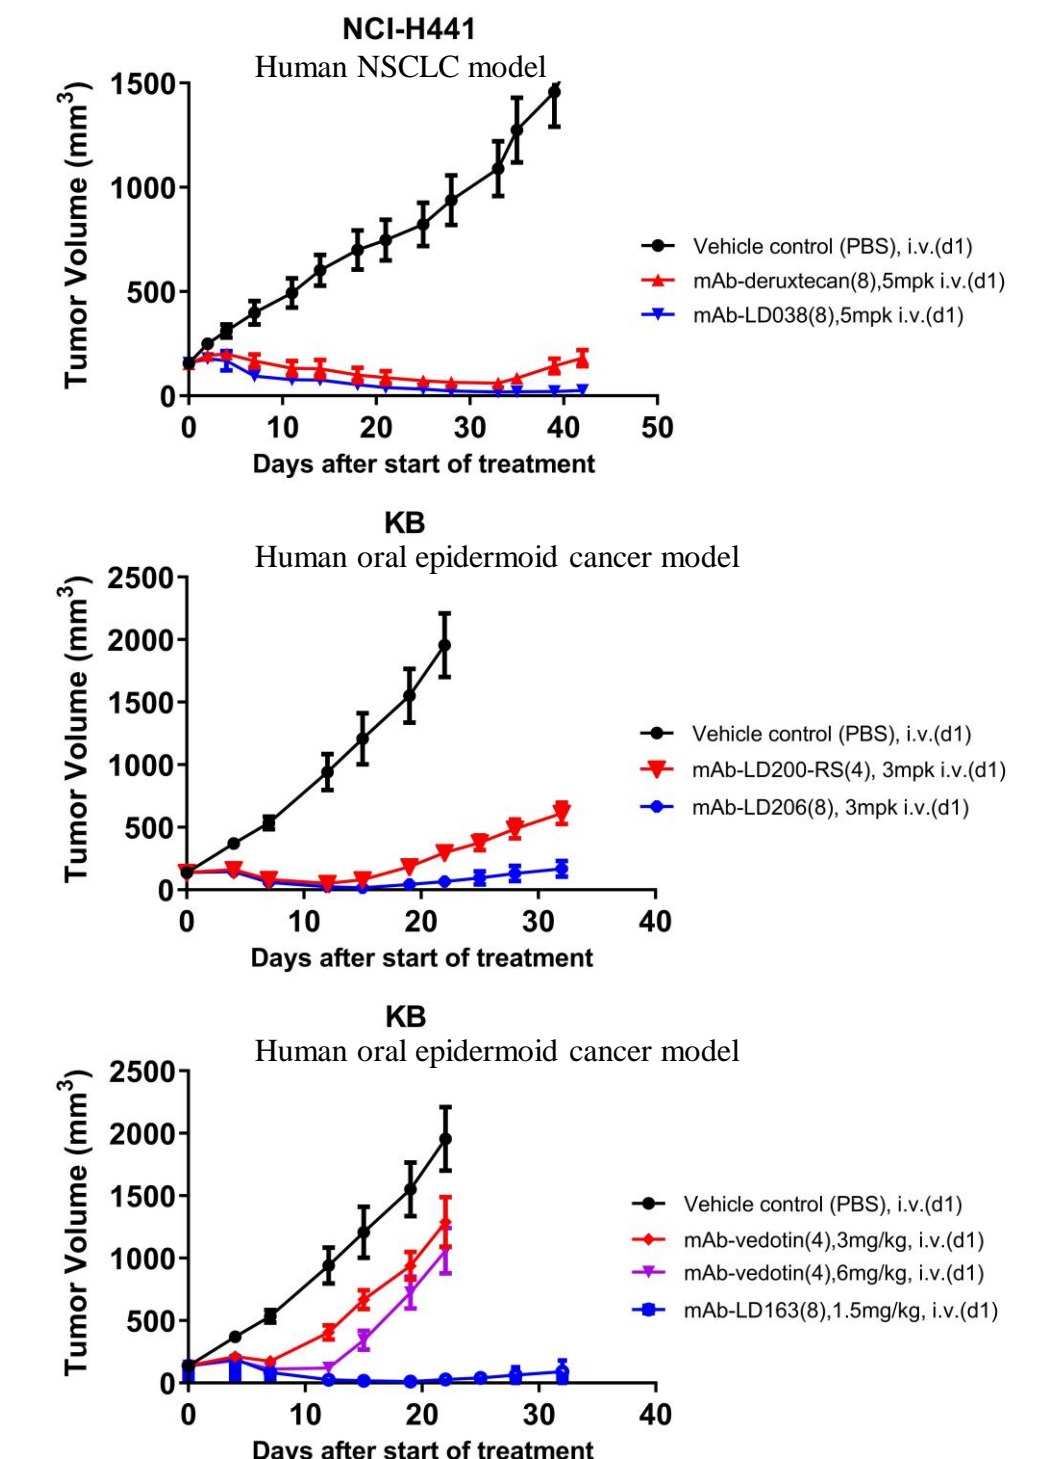 NCI-H441
Human NSCLC model
Tumor Volume (mm³)
1500
1000
500
0
0 10 20 30 40 50
Days after start of treatment
Vehicle control (PBS), i.v.(d1)
mAb-deruxtecan(8),5mpk i.v.(d1)
mAb-LD038(8),5mpk i.v.(d1)
KB
Human oral epidermoid cancer model
Tumor Volume (mm³)
2500
2000
1500
1000
500
0
0 10 20 30 40
Days after start of treatment
Vehicle control (PBS), i.v.(d1)
mAb-LD200-RS(4), 3mpk i.v.(d1)
mAb-LD206(8), 3mpk i.v.(d1)
KB
Human oral epidermoid cancer model
Tumor Volume (mm³)
2500
2000
1500
1000
500
0
0 10 20 30 40
Days after start of treatment
Vehicle control (PBS), i.v.(d1)
mAb-vedotin(4),3mg/kg, i.v.(d1)
mAb-vedotin(4),6mg/kg, i.v.(d1)
mAb-LD163(8),1.5mg/kg, i.v.(d1)